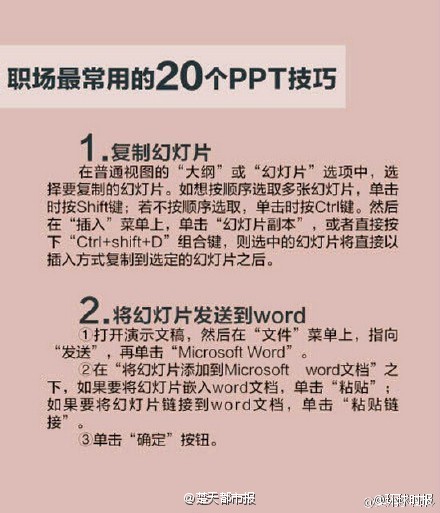 职场最常用的20个PPT技巧
1.复制幻灯片
在普通视图的“大纲”或“幻灯片”选项中，选
择要复制的幻灯片。如想按顺序选取多张幻灯片，单击
时按Shift键；若不按顺序选取，单击时按Ctrl键。然后
在“插入”菜单上，单击“幻灯片副本”，或者直接按
下“Ctrl+shift+D”组合键，则选中的幻灯片将直接以
插入方式复制到选定的幻灯片之后。
2.将幻灯片发送到word
①打开演示文稿，然后在“文件”菜单上，指向
“发送”，再单击“Microsoft Word”。
②在“将幻灯片添加到Microsoft word文档”之
下，如果要将幻灯片嵌入word文档，单击“粘贴”；
如果要将幻灯片链接到word文档，单击“粘贴链
接”。
③单击“确定”按钮。
@楚天都市报